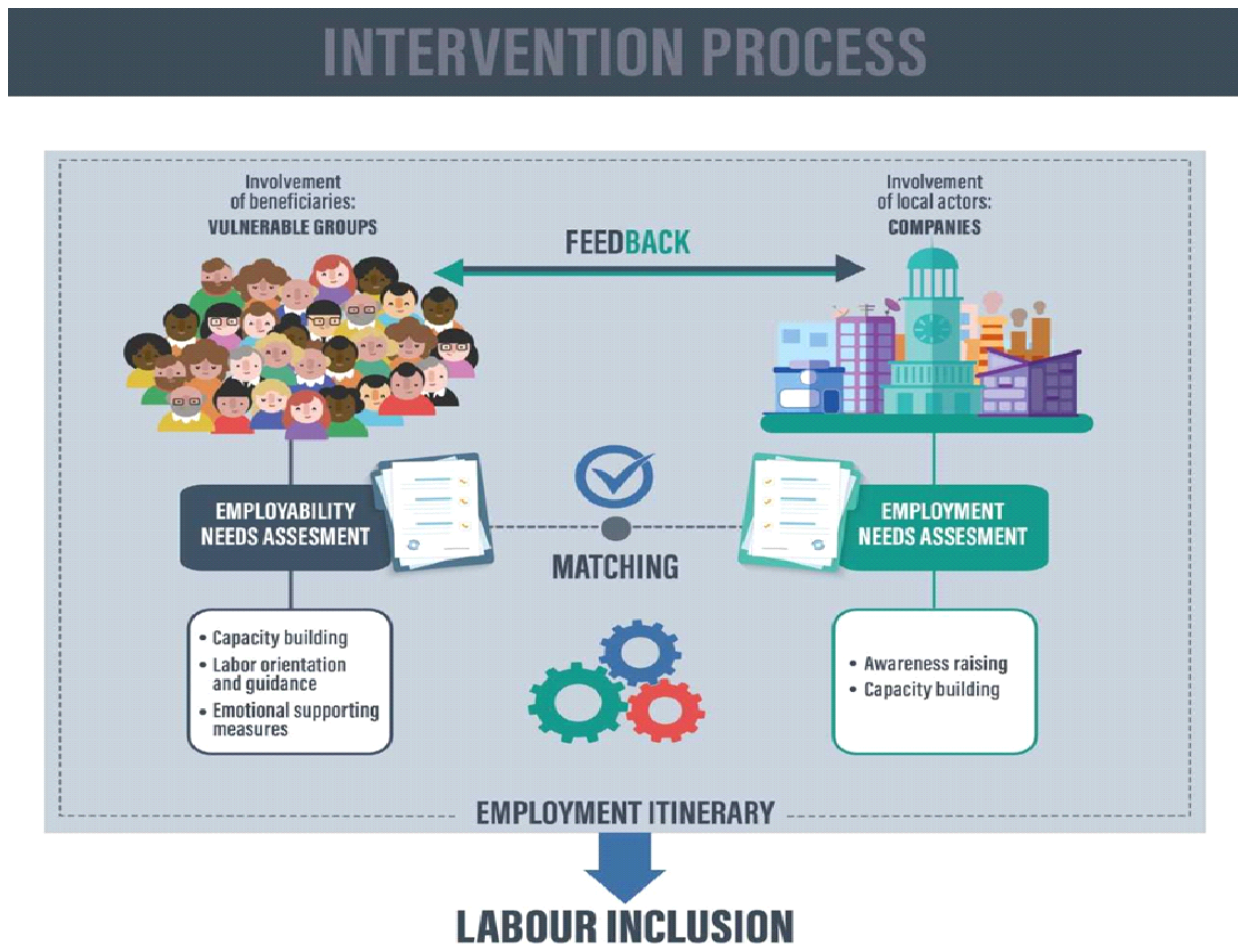 INTERVENTION PROCESS
Involvement
of beneficiaries:
VULNERABLE GROUPS
Involvement
of local actors:
COMPANIES
FEEDBACK
EMPLOYABILITY
NEEDS ASSESMENT
EMPLOYMENT
NEEDS ASSESMENT
MATCHING
• Capacity building
• Labor orientation
and guidance
• Emotional supporting
measures
• Awareness raising
• Capacity building
EMPLOYMENT ITINERARY
LABOUR INCLUSION